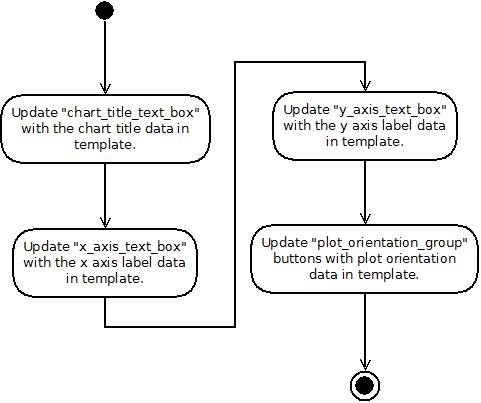 Update "chart_title_text_box"
with the chart title data in
template.
Update "x_axis_text_box"
with the x axis label data
in template.
Update "y_axis_text_box"
with the y axis label data
in template.
Update "plot_orientation_group"
buttons with plot orientation
data in template.